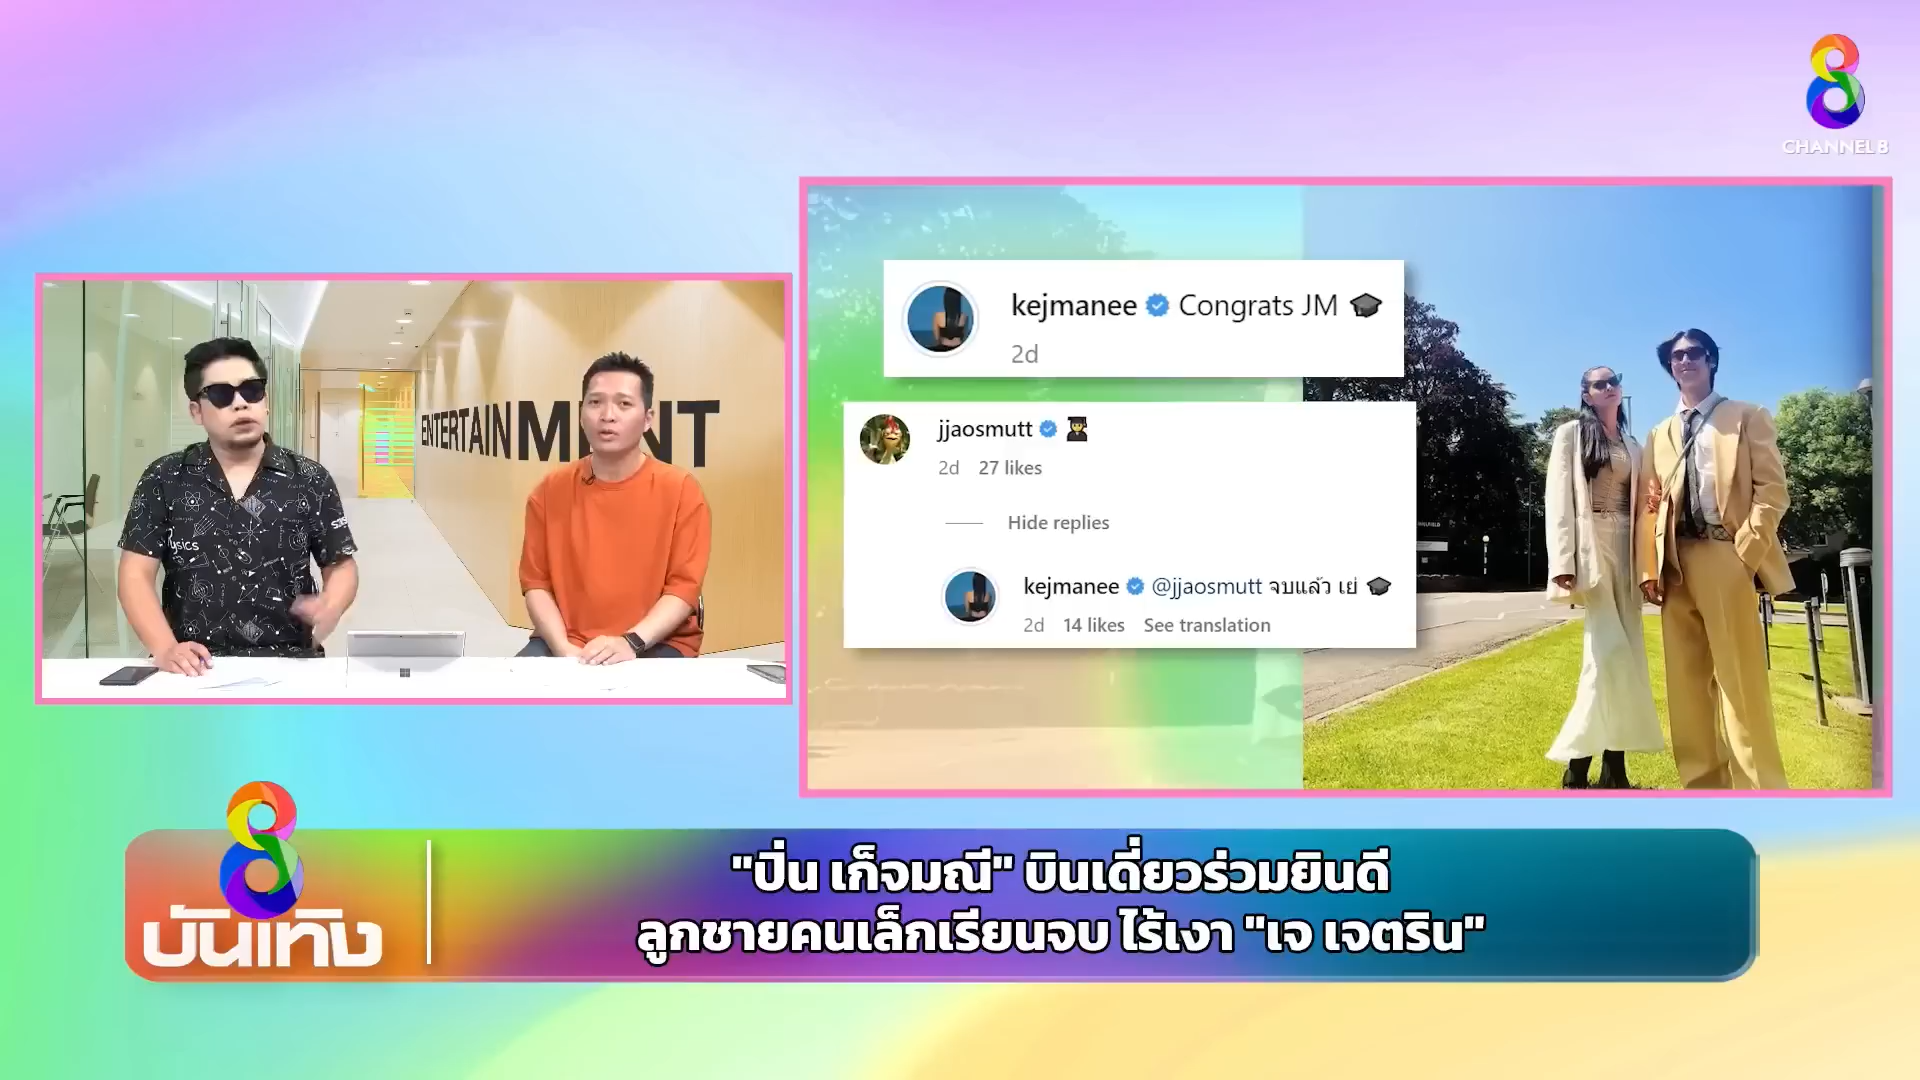 CHANNEL 8
ENTERTAINMENT
ysics
kejmanee Congrats JM 🎓
2d
jjaosmutt 👨‍🎓
2d 27 likes
Hide replies
kejmanee @jjaosmutt จบแล้ว เย่ 🎓
2d 14 likes See translation
8
บันเทิง
"ปิ่น เก็จมณี" บินเดี่ยวร่วมยินดี
ลูกชายคนเล็กเรียนจบ ไร้เงา "เจ เจตริน"